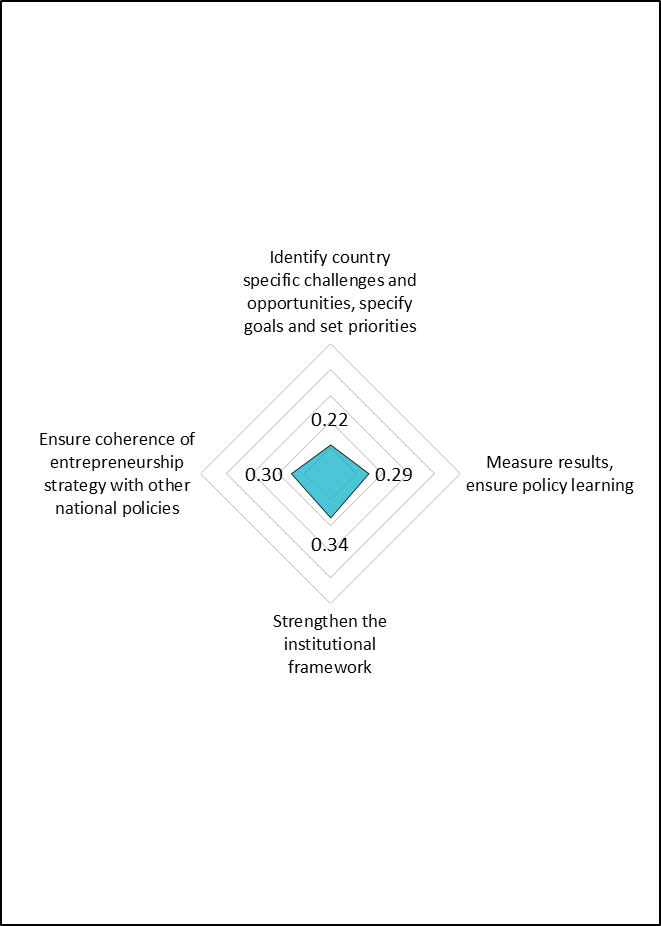 Identify country
specific challenges and
opportunities, specify
goals and set priorities
0.22
Ensure coherence of
entrepreneurship
strategy with other
national policies
0.30
0.29
Measure results,
ensure policy learning
0.34
Strengthen the
institutional
framework